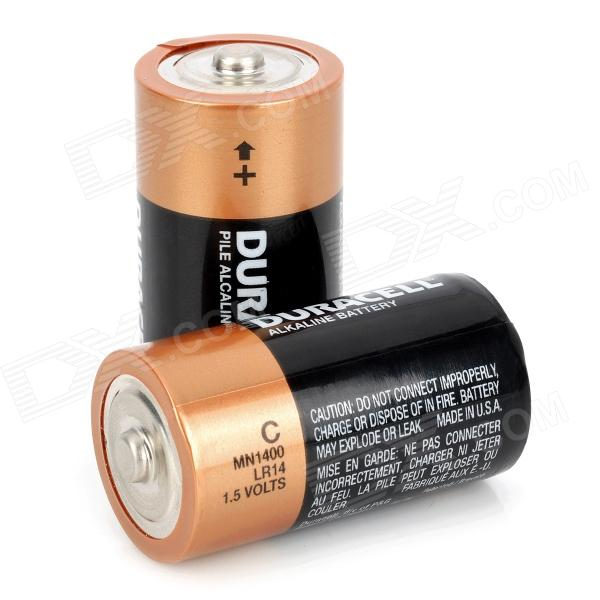 +
DURA
PILE ALCALIN
DURACELL
ALKALINE BATTERY
C
MN1400
LR14
1.5 VOLTS
CAUTION: DO NOT CONNECT IMPROPERLY,
CHARGE OR DISPOSE OF IN FIRE. BATTERY
MAY EXPLODE OR LEAK. MADE IN U.S.A.
MISE EN GARDE: NE PAS CONNECTER
INCORRECTEMENT, CHARGER NI JETER
AU FEU. LA PILE PEUT EXPLOSER OU
COULER FABRIQUÉ AUX É.-U.
DX.COM